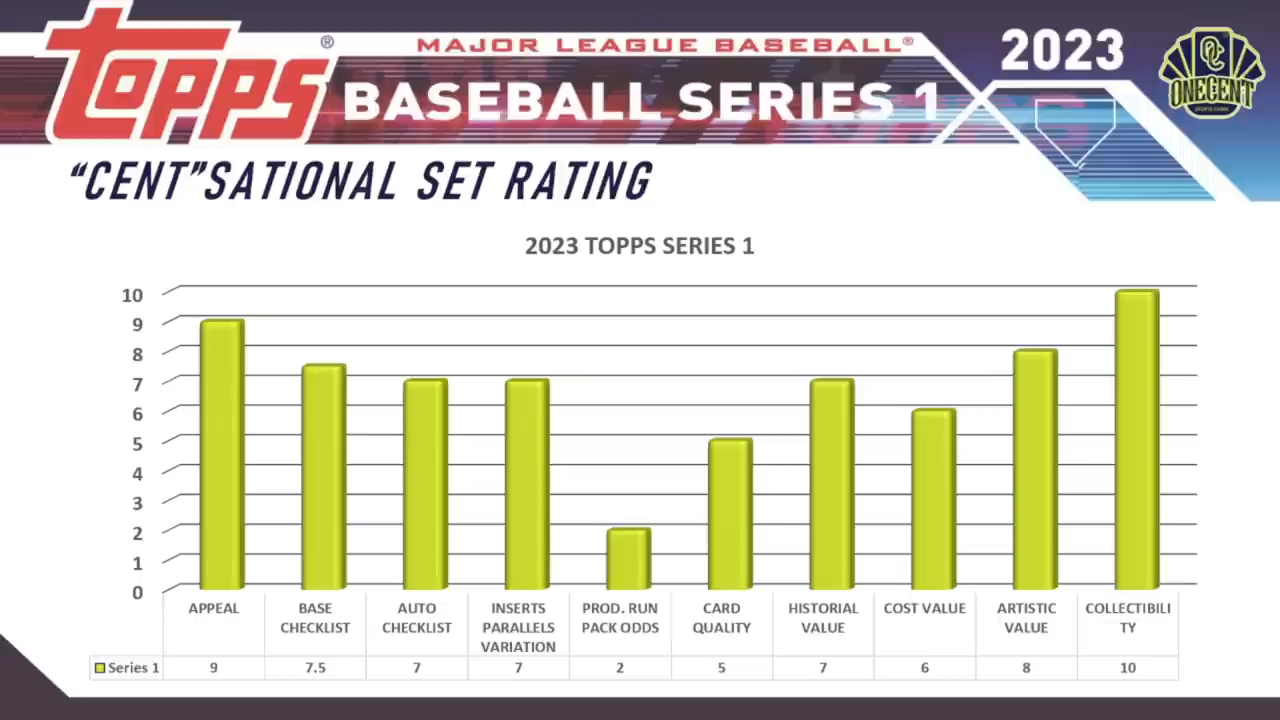 TOPPS ®
MAJOR LEAGUE BASEBALL®
BASEBALL SERIES 1
2023
OC
ONECENT
SPORTS CARDS
“CENT”SATIONAL SET RATING
2023 TOPPS SERIES 1
10
9
8
7
6
5
4
3
2
1
0
APPEAL
BASE
CHECKLIST
AUTO
CHECKLIST
INSERTS
PARALLELS
VARIATION
PROD. RUN
PACK ODDS
CARD
QUALITY
HISTORIAL
VALUE
COST VALUE
ARTISTIC
VALUE
COLLECTIBILI
TY
Series 1 9 7.5 7 7 2 5 7 6 8 10